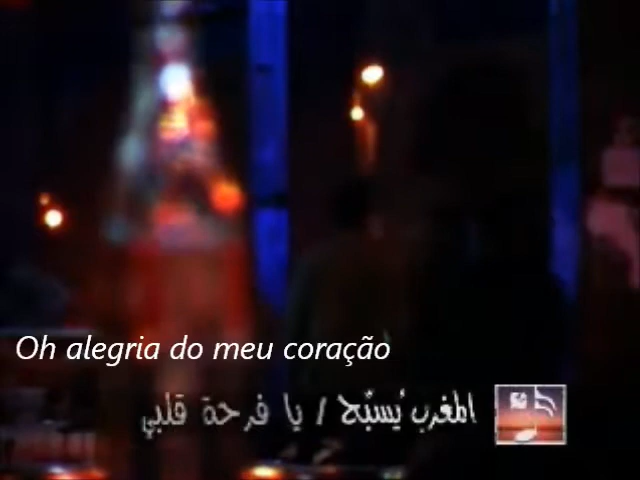 Oh alegria do meu coração
المغرب يُسبّح / يا فرحة قلبي